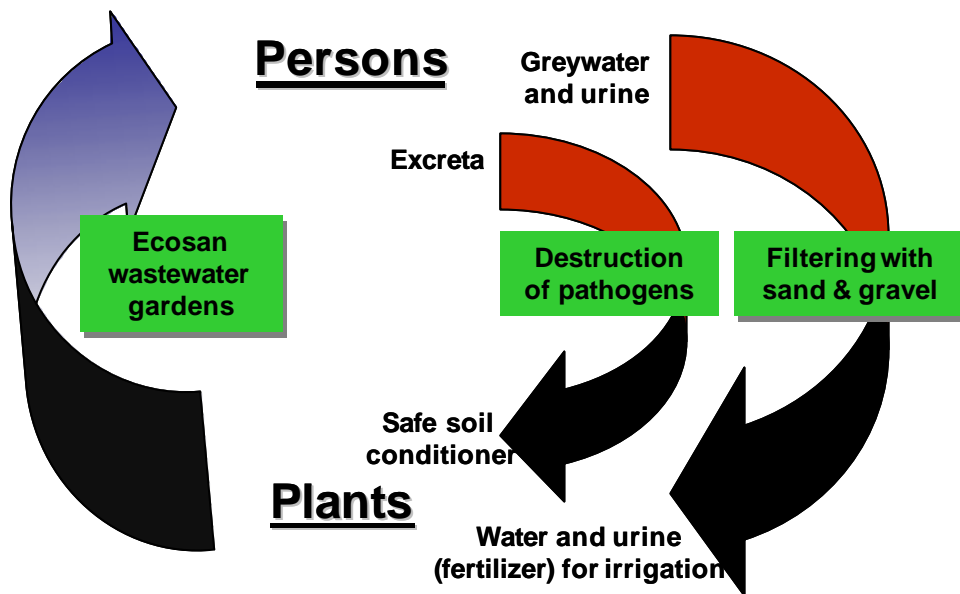 Persons
Greywater
and urine
Excreta
Ecosan
wastewater
gardens
Destruction
of pathogens
Filtering with
sand & gravel
Safe soil
conditioner
Plants
Water and urine
(fertilizer) for irrigation